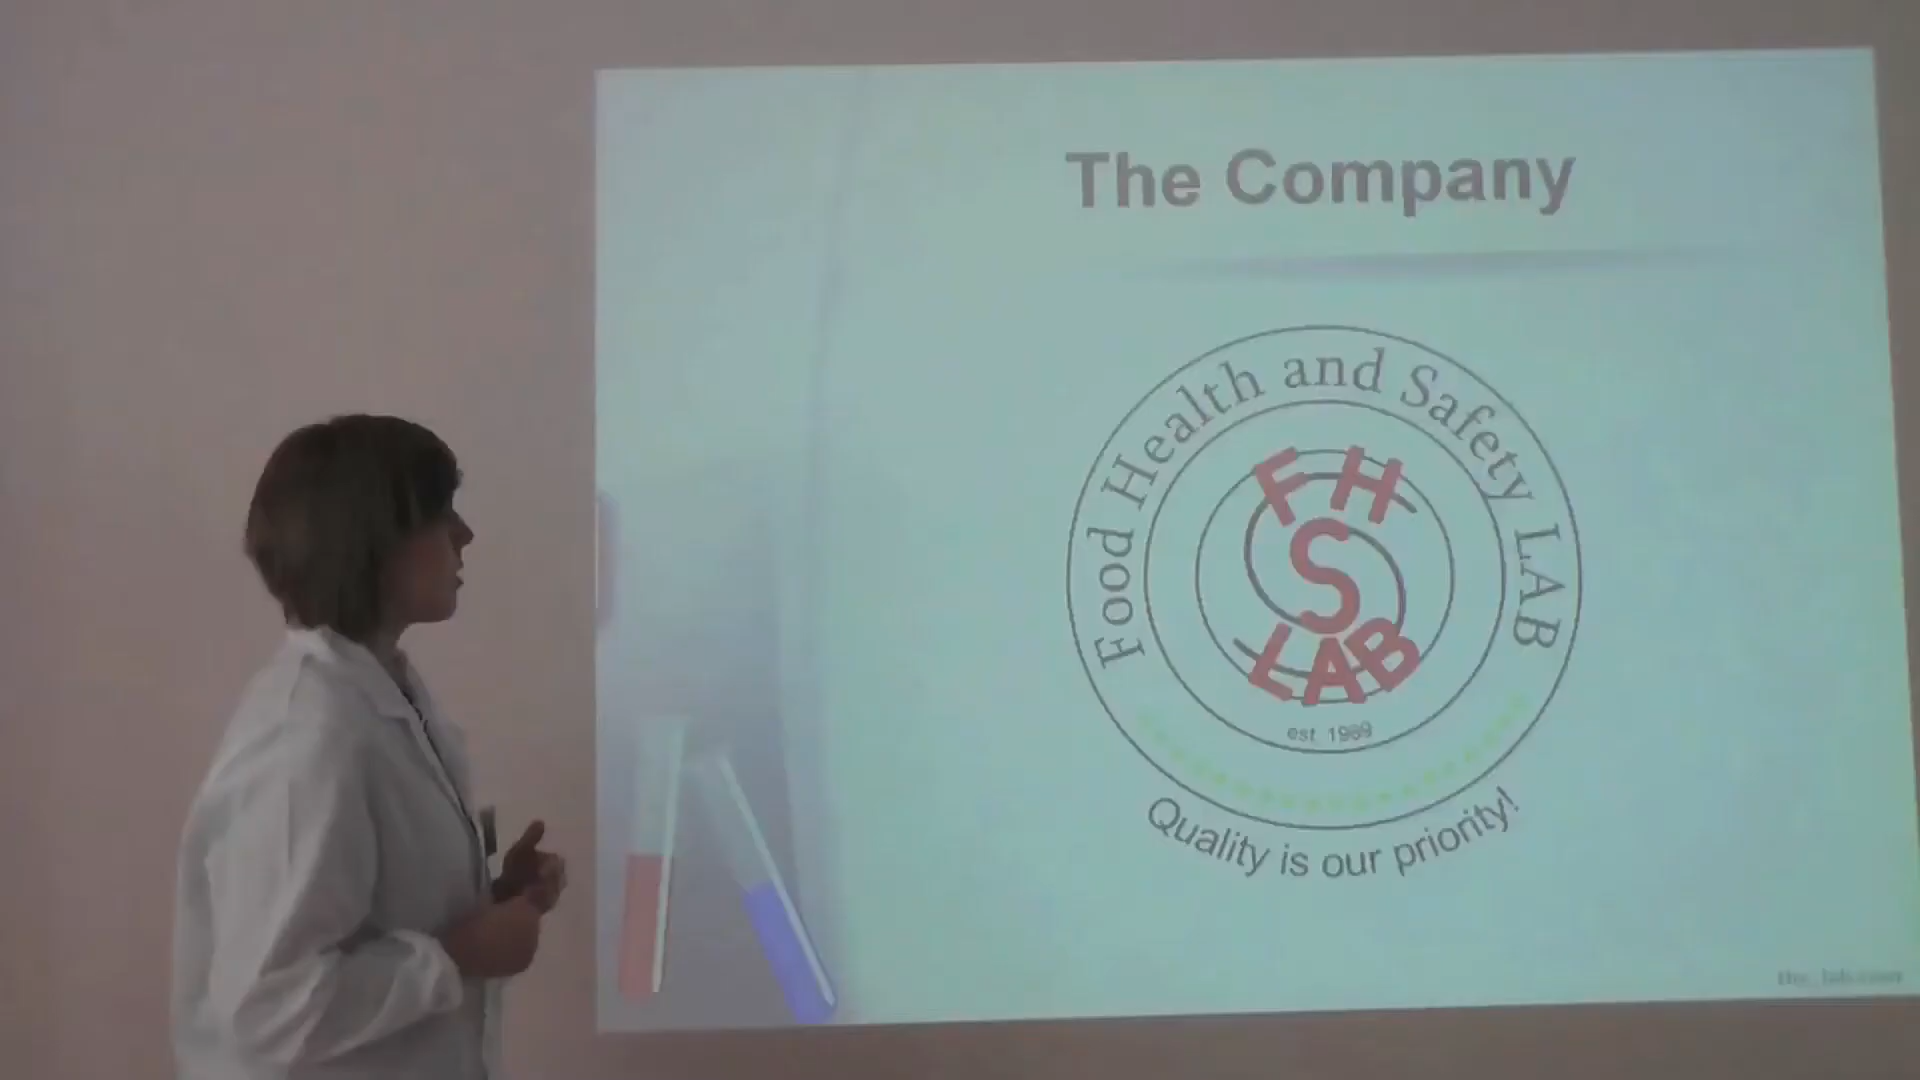 The Company
Food Health and Safety LAB
FH
S
LAB
est. 1989
Quality is our priority!